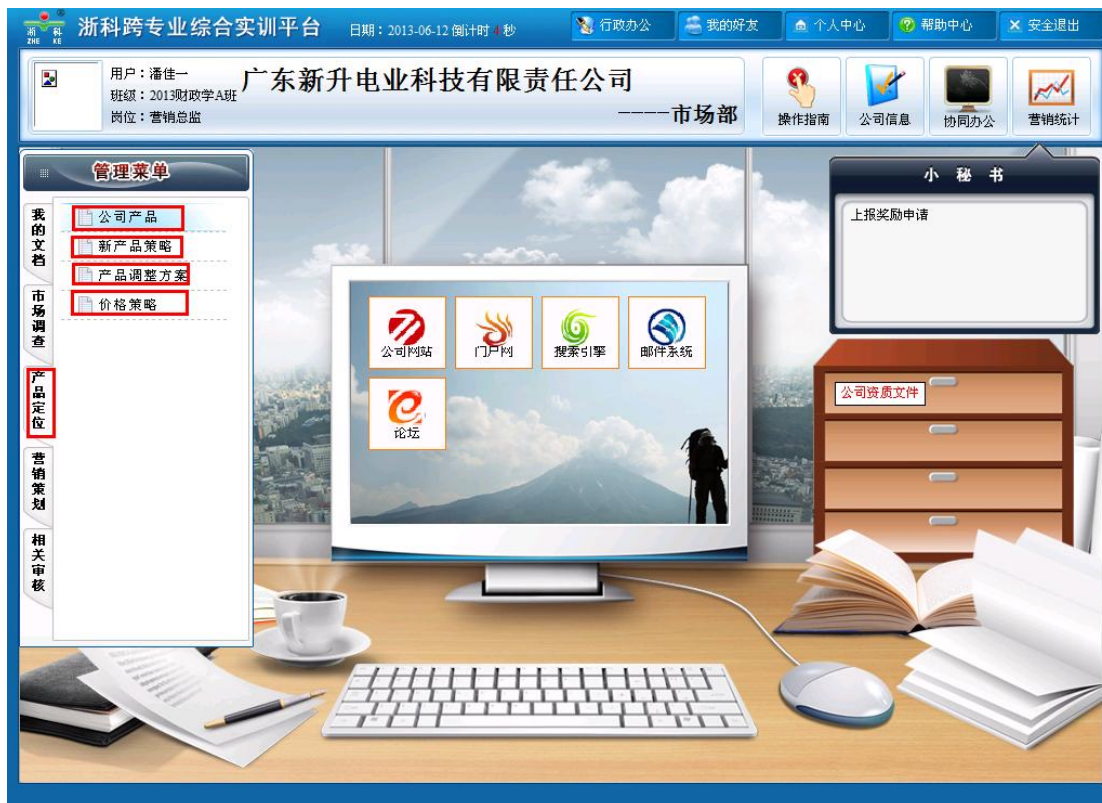 浙 科
ZHE KE
浙科跨专业综合实训平台
日期：2013-06-12 倒计时 4 秒
行政办公
我的好友
个人中心
帮助中心
安全退出
用户：潘佳一
班级：2013财政学A班
岗位：营销总监
广东新升电业科技有限责任公司
----市场部
操作指南
公司信息
协同办公
营销统计
管理菜单
我的文档
市场调查
产品定位
营销策划
相关审核
公司产品
新产品策略
产品调整方案
价格策略
公司网站
门户网
搜索引擎
邮件系统
论坛
小 秘 书
上报奖励申请
公司资质文件